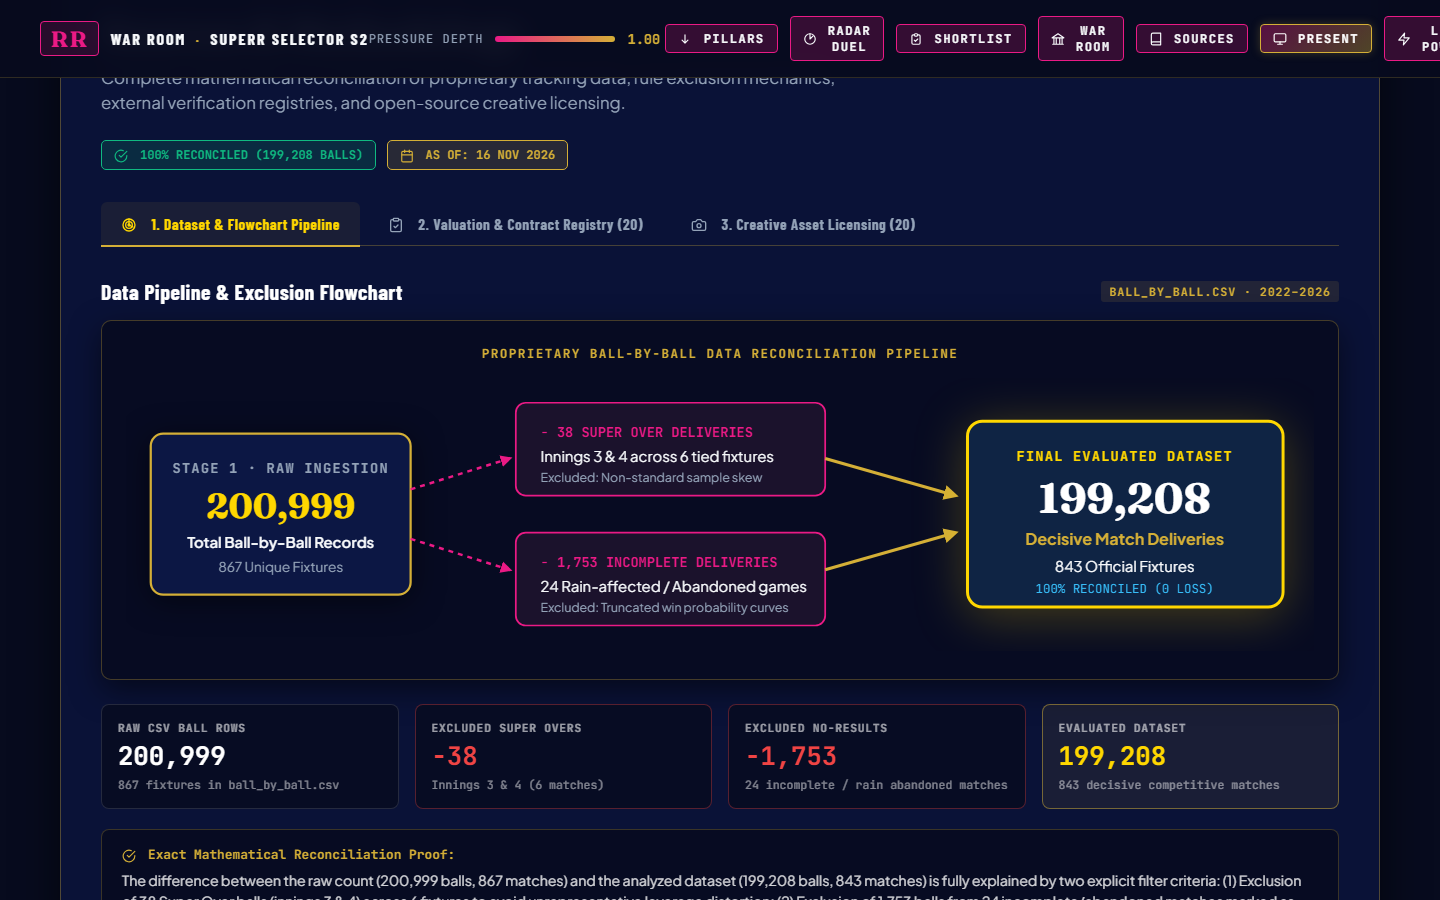 RR
WAR ROOM · SUPERR SELECTOR S2
PRESSURE DEPTH
1.00
PILLARS
RADAR
DUEL
SHORTLIST
WAR
ROOM
SOURCES
PRESENT
Complete mathematical reconciliation of proprietary tracking data, rule exclusion mechanics,
external verification registries, and open-source creative licensing.
100% RECONCILED (199,208 BALLS)
AS OF: 16 NOV 2026
1. Dataset & Flowchart Pipeline
2. Valuation & Contract Registry (20)
3. Creative Asset Licensing (20)
Data Pipeline & Exclusion Flowchart
BALL_BY_BALL.CSV · 2022–2026
PROPRIETARY BALL-BY-BALL DATA RECONCILIATION PIPELINE
STAGE 1 · RAW INGESTION
200,999
Total Ball-by-Ball Records
867 Unique Fixtures
- 38 SUPER OVER DELIVERIES
Innings 3 & 4 across 6 tied fixtures
Excluded: Non-standard sample skew
- 1,753 INCOMPLETE DELIVERIES
24 Rain-affected / Abandoned games
Excluded: Truncated win probability curves
FINAL EVALUATED DATASET
199,208
Decisive Match Deliveries
843 Official Fixtures
100% RECONCILED (0 LOSS)
RAW CSV BALL ROWS
200,999
867 fixtures in ball_by_ball.csv
EXCLUDED SUPER OVERS
-38
Innings 3 & 4 (6 matches)
EXCLUDED NO-RESULTS
-1,753
24 incomplete / rain abandoned matches
EVALUATED DATASET
199,208
843 decisive competitive matches
Exact Mathematical Reconciliation Proof:
The difference between the raw count (200,999 balls, 867 matches) and the analyzed dataset (199,208 balls, 843 matches) is fully explained by two explicit filter criteria: (1) Exclusion